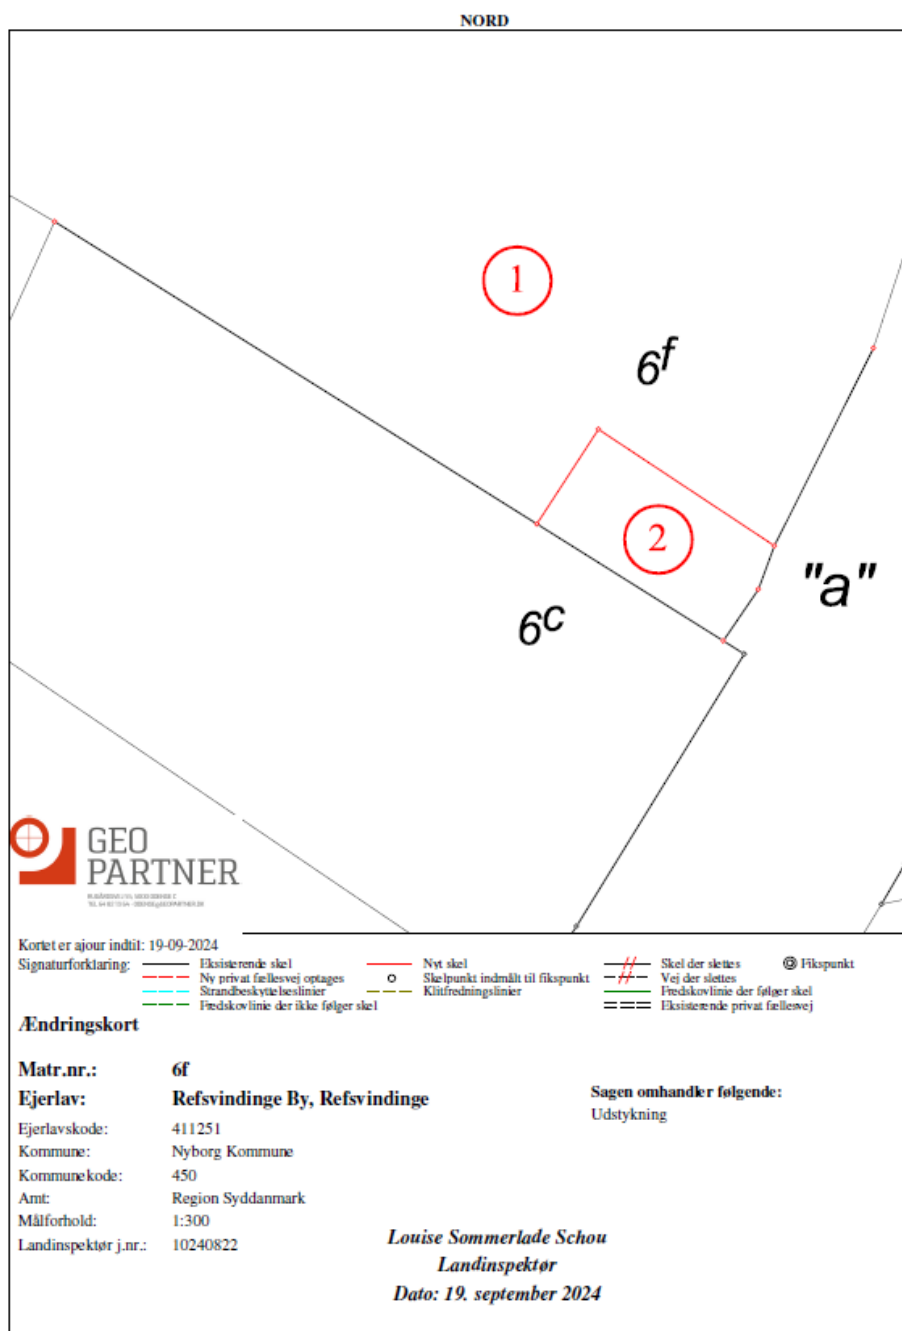 NORD
1
6f
2
"a"
6c
GEO
PARTNER
Kortet er ajour indtil: 19-09-2024
Signaturforklaring:
Eksisterende skel
Nyt skel
Skel der slettes
Fikspunkt
Ny privat fællesvej optages
Skelpunkt indmålt til fikspunkt
Vej der slettes
Strandbeskyttelseslinier
Klitfredningslinier
Fredskovlinie der følger skel
Fredskovlinie der ikke følger skel
Eksisterende privat fællesvej
Ændringskort
Matr.nr.: 6f
Ejerlav: Refsvindinge By, Refsvindinge
Sagen omhandler følgende:
Udstykning
Ejerlavskode: 411251
Kommune: Nyborg Kommune
Kommunekode: 450
Amt: Region Syddanmark
Målforhold: 1:300
Landinspektør j.nr.: 10240822
Louise Sommerlade Schou
Landinspektør
Dato: 19. september 2024